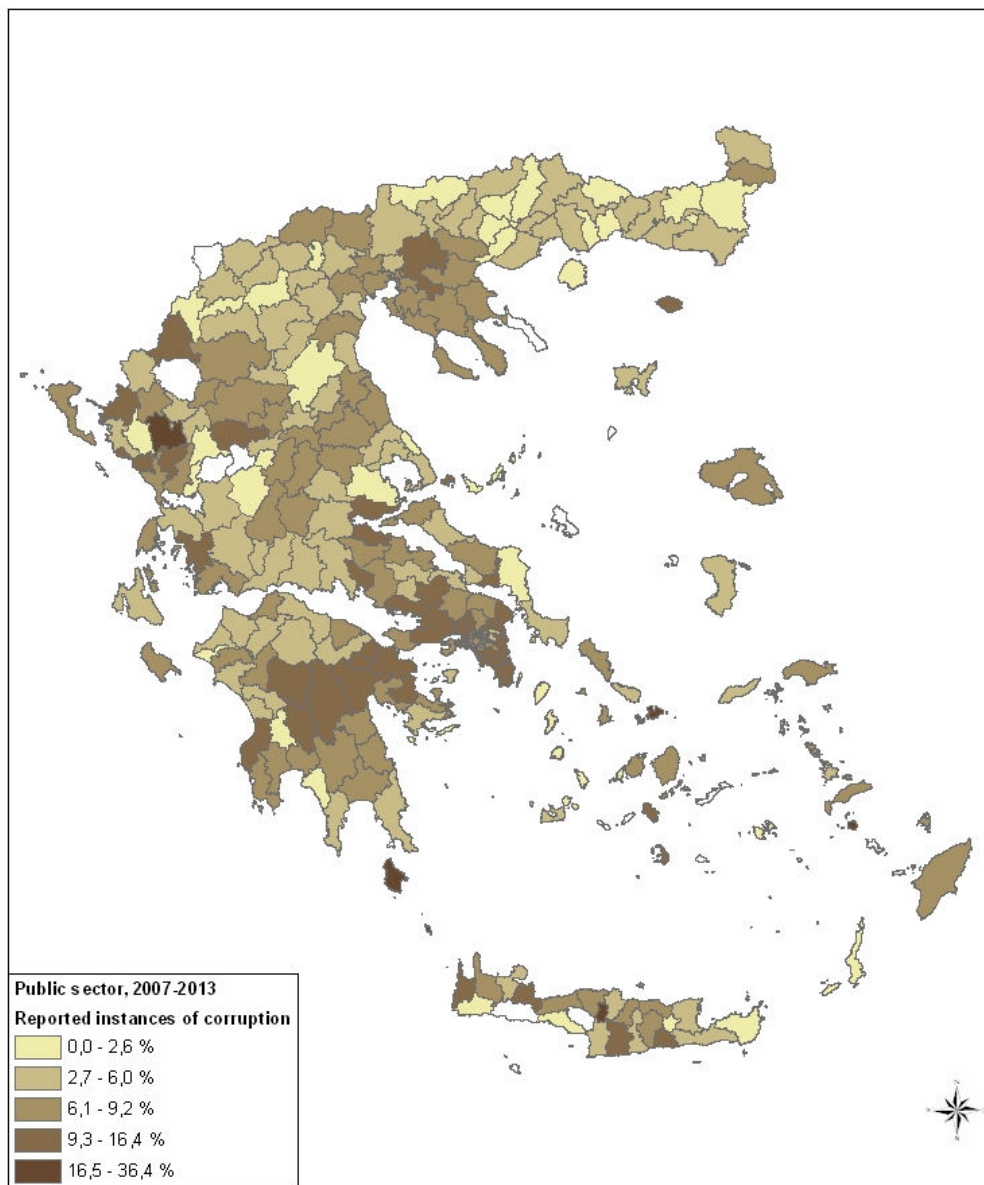 Public sector, 2007-2013
Reported instances of corruption
0,0 - 2,6 %
2,7 - 6,0 %
6,1 - 9,2 %
9,3 - 16,4 %
16,5 - 36,4 %